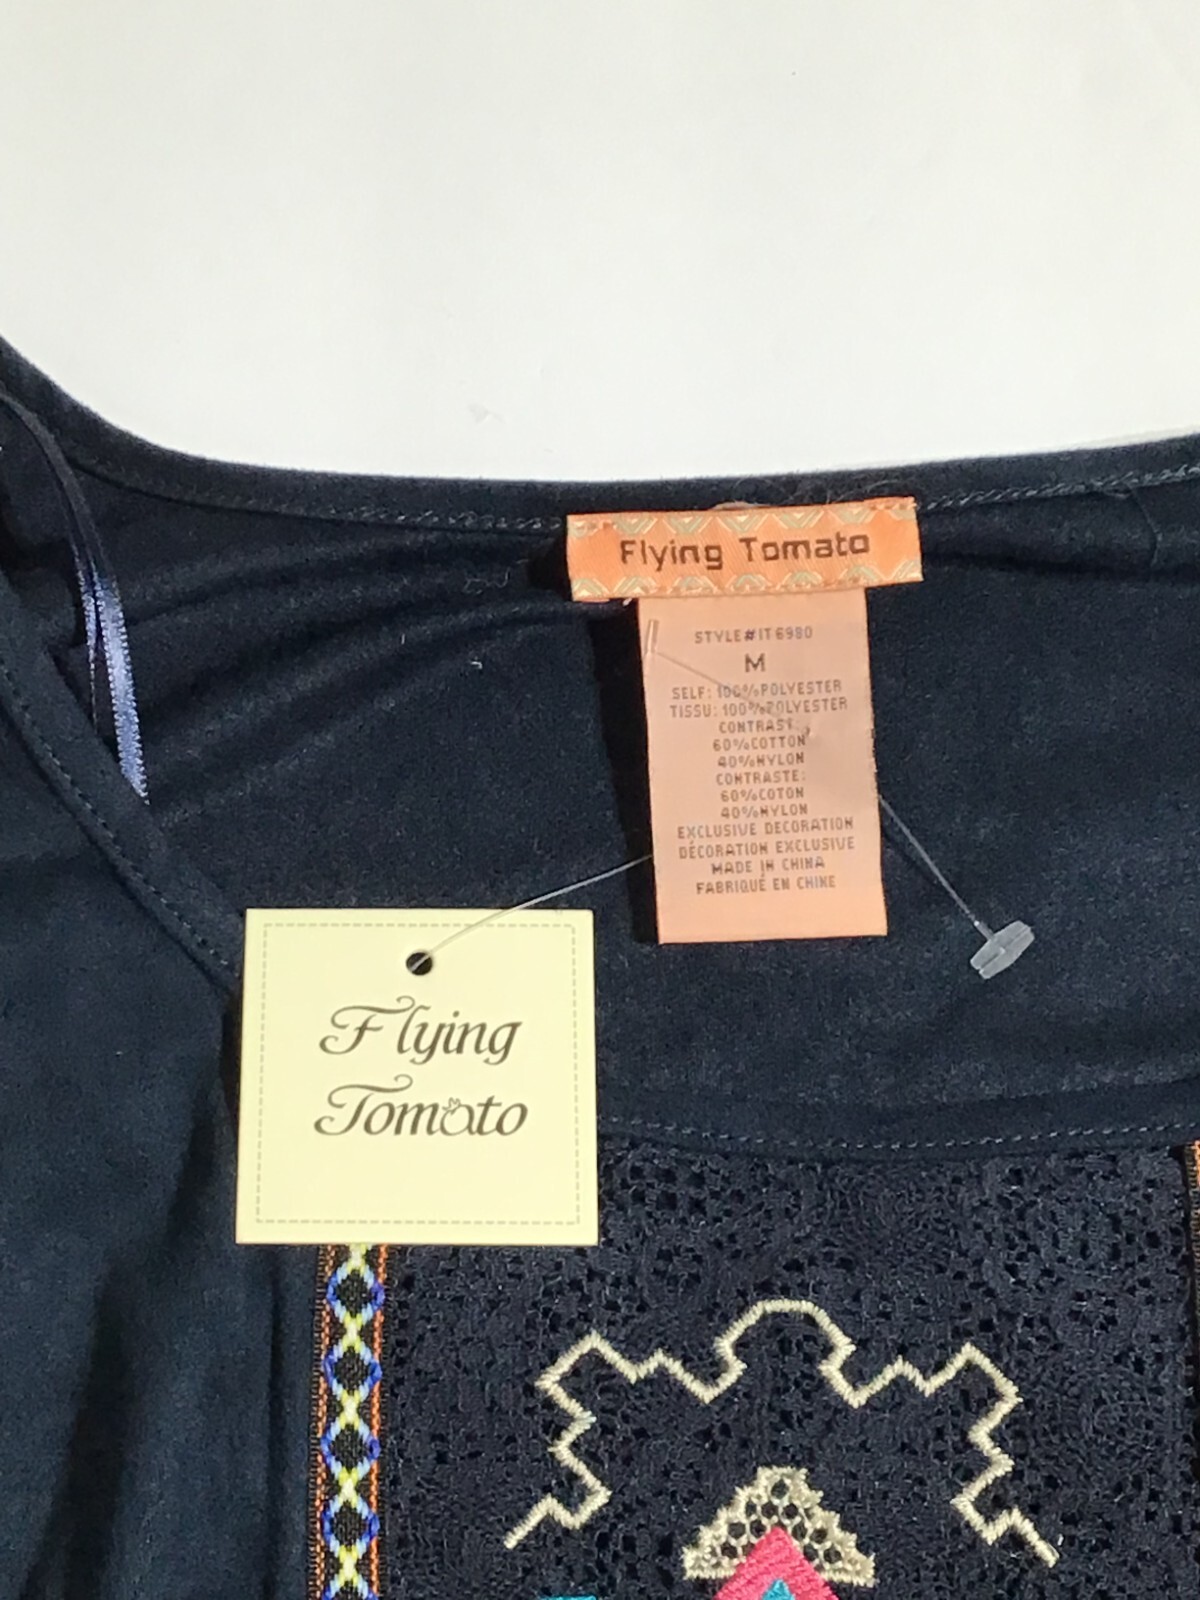 Flying Tomato
STYLE#IT6980
M
SELF: 100%POLYESTER
TISSU: 100%POLYESTER
CONTRAST:
60%COTTON
40%NYLON
CONTRASTE:
60%COTON
40%NYLON
EXCLUSIVE DECORATION
DÉCORATION EXCLUSIVE
MADE IN CHINA
FABRIQUÉ EN CHINE
Flying
Tomato